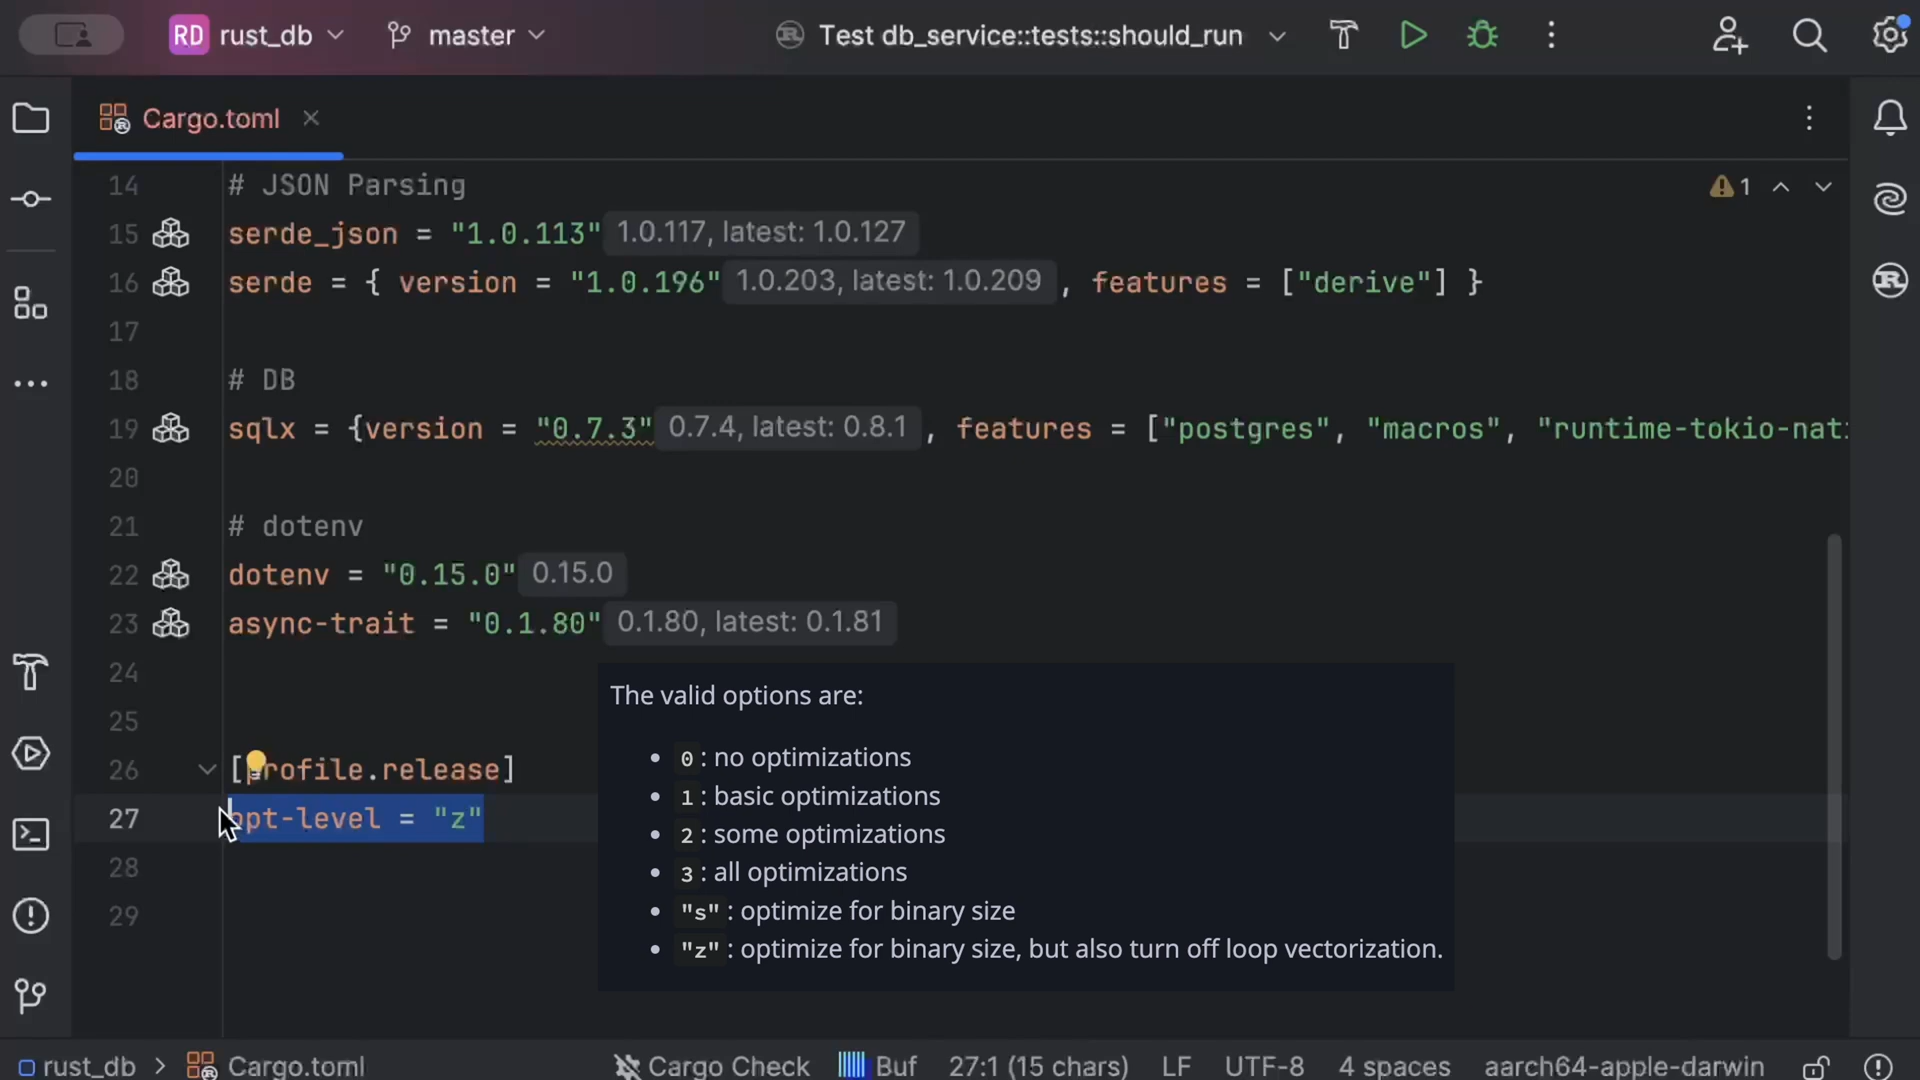 RD rust_db master Test db_service::tests::should_run
Cargo.toml
14 # JSON Parsing 1
15 serde_json = "1.0.113" 1.0.117, latest: 1.0.127
16 serde = { version = "1.0.196" 1.0.203, latest: 1.0.209 , features = ["derive"] }
17
18 # DB
19 sqlx = {version = "0.7.3" 0.7.4, latest: 0.8.1 , features = ["postgres", "macros", "runtime-tokio-nat
20
21 # dotenv
22 dotenv = "0.15.0" 0.15.0
23 async-trait = "0.1.80" 0.1.80, latest: 0.1.81
24
25
26 [profile.release]
27 opt-level = "z"
28
29
The valid options are:
• 0: no optimizations
• 1: basic optimizations
• 2: some optimizations
• 3: all optimizations
• "s": optimize for binary size
• "z": optimize for binary size, but also turn off loop vectorization.
rust_db > Cargo.toml Cargo Check Buf 27:1 (15 chars) LF UTF-8 4 spaces aarch64-apple-darwin